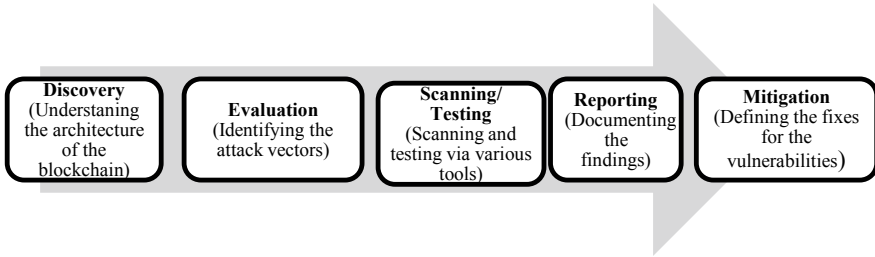 Discovery
(Understaning
the architecture
of the
blockchain)
Evaluation
(Identifying the
attack vectors)
Scanning/
Testing
(Scanning and
testing via various
tools)
Reporting
(Documenting
the
findings)
Mitigation
(Defining the fixes
for the
vulnerabilities)